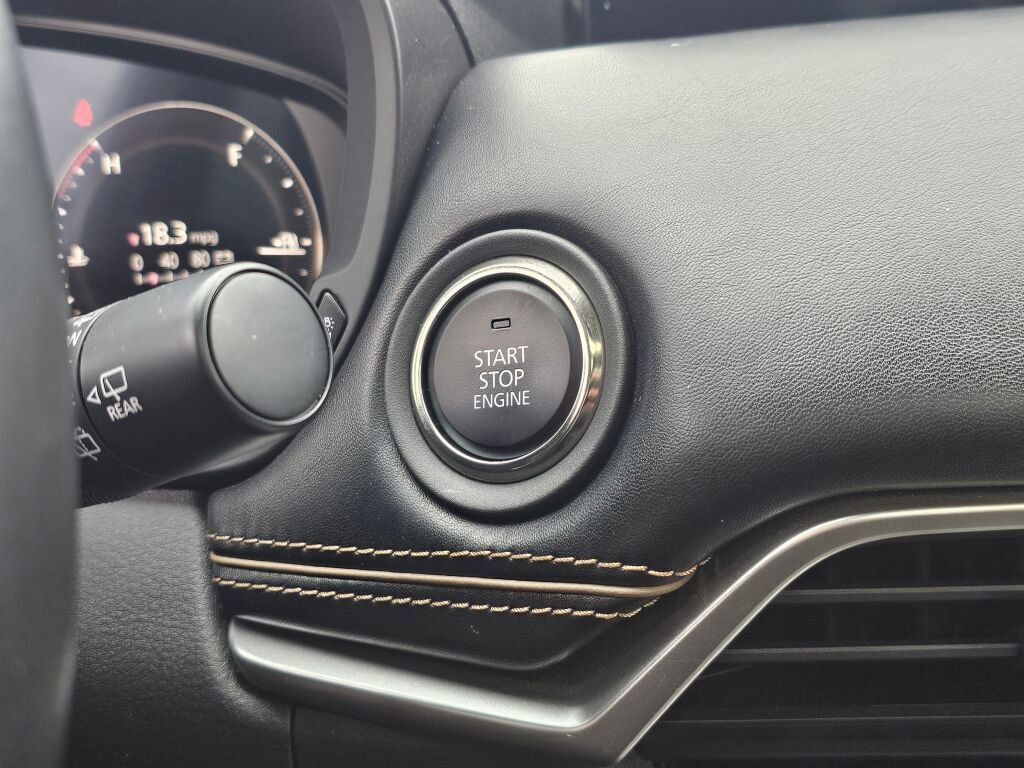 H F
18.3 mpg
0 40 80
REAR
START
STOP
ENGINE